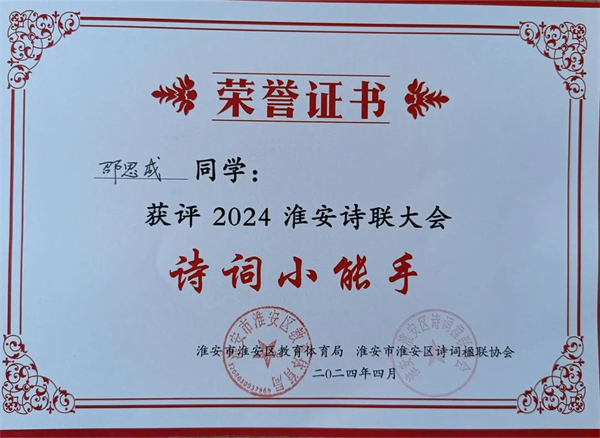 荣誉证书
邵思成 同学：
获评 2024 淮安诗联大会
诗词小能手
淮安市淮安区教育体育局 淮安市淮安区诗词楹联协会
二〇二四年四月